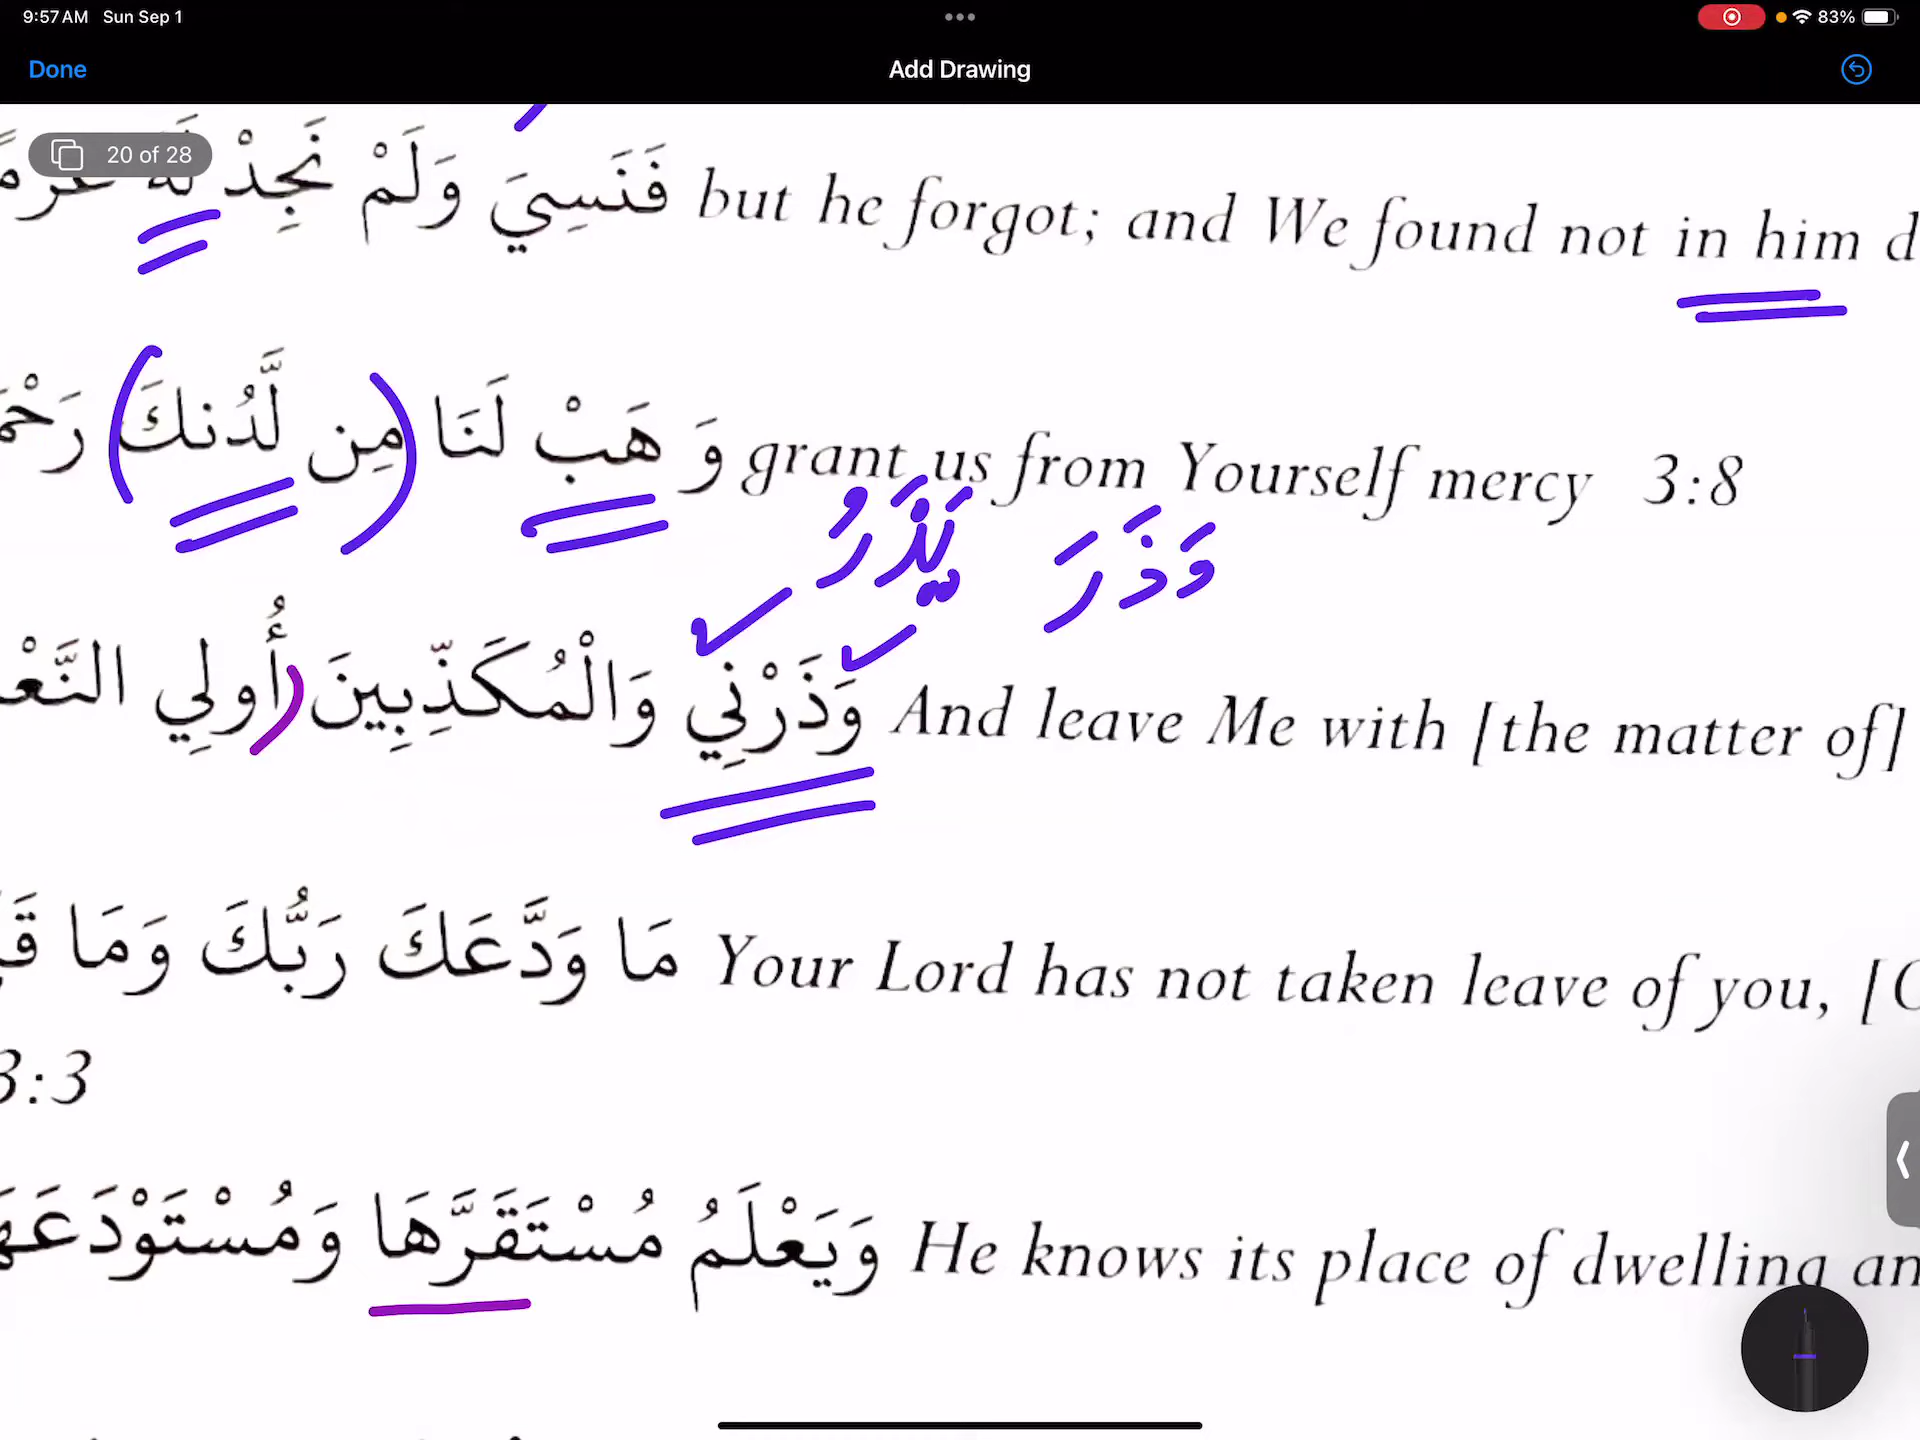 9:57 AM Sun Sep 1
83%
Done
Add Drawing
20 of 28
فَنَسِيَ وَلَمْ نَجِدْ لَهُ عَزْمًا but he forgot; and We found not in him
وَ هَبْ لَنَا مِن لَّدُنكَ grant us from Yourself mercy 3:8
وَذَرَ يَذَرُ
وَذَرْنِي وَالْمُكَذِّبِينَ أُولِي And leave Me with [the matter of]
مَا وَدَّعَكَ رَبُّكَ وَمَا Your Lord has not taken leave of you,
3:3
وَيَعْلَمُ مُسْتَقَرَّهَا وَمُسْتَوْدَعَهَا He knows its place of dwelling